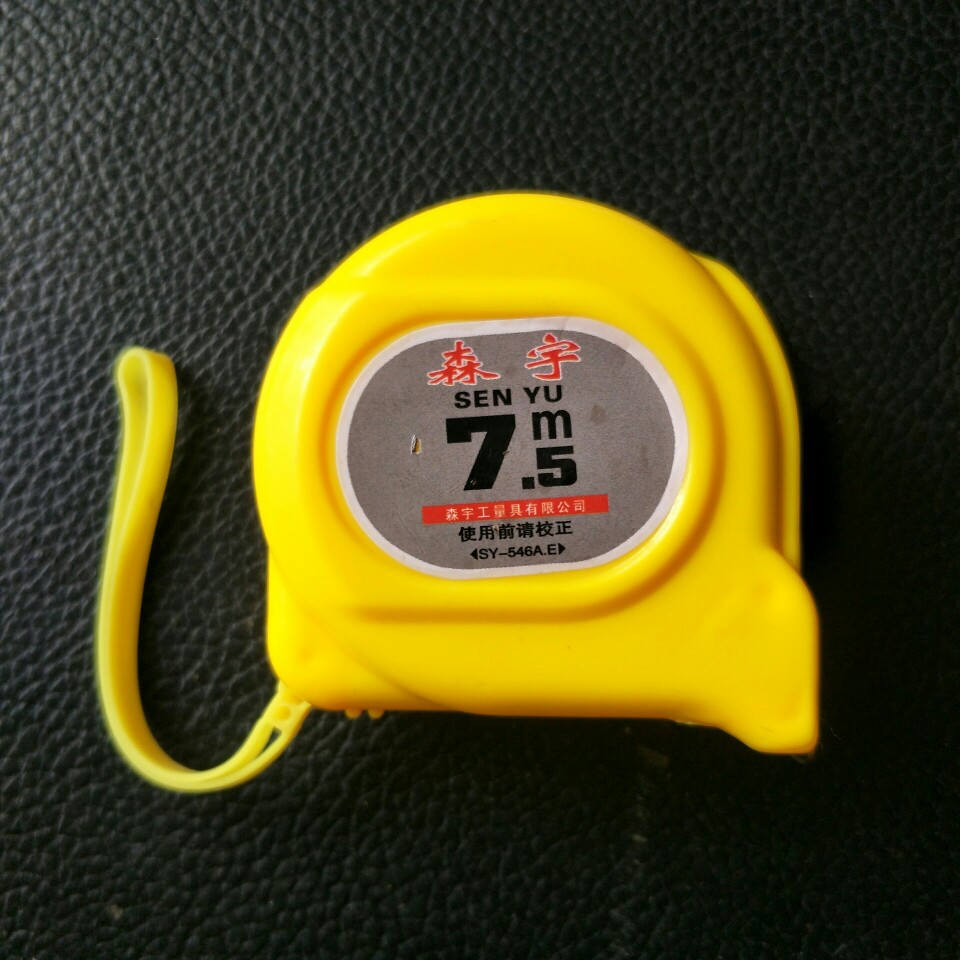 森宇
SEN YU
7.5m
森宇工量具有限公司
使用前请校正
◀SY-546A.E▶